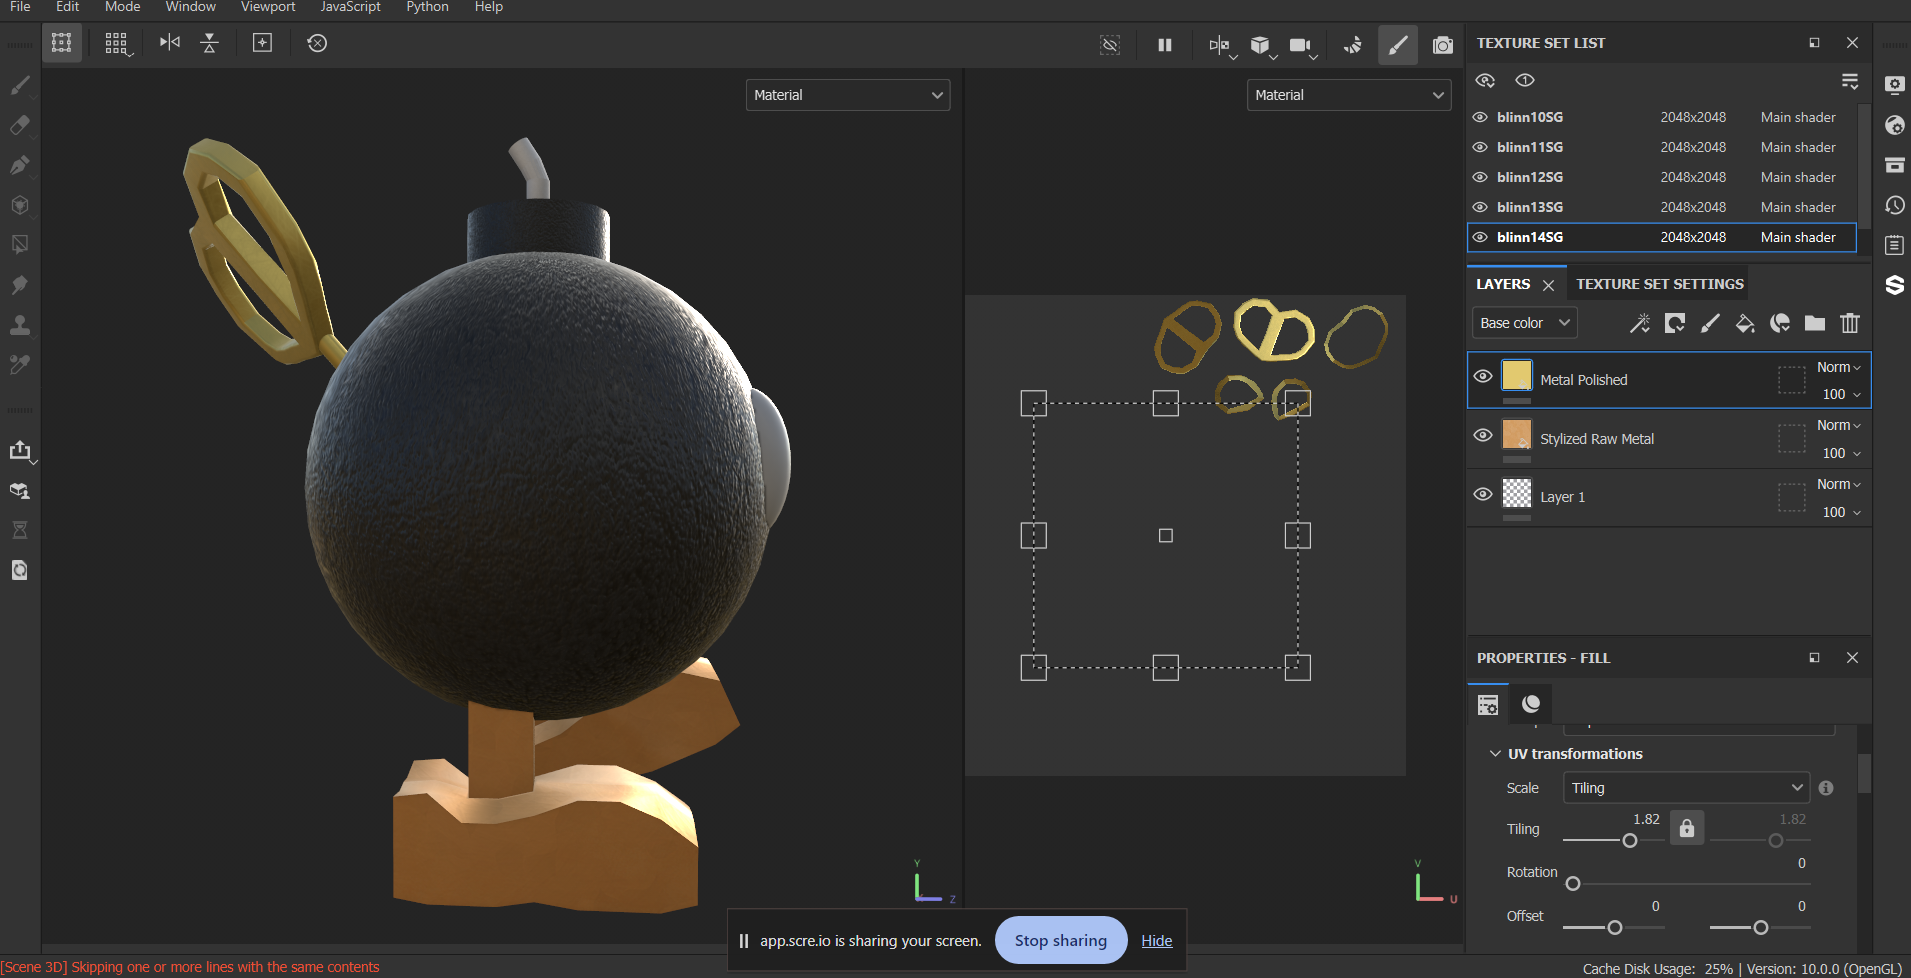 File Edit Mode Window Viewport JavaScript Python Help
Material
Material
TEXTURE SET LIST
blinn10SG 2048x2048 Main shader
blinn11SG 2048x2048 Main shader
blinn12SG 2048x2048 Main shader
blinn13SG 2048x2048 Main shader
blinn14SG 2048x2048 Main shader
LAYERS TEXTURE SET SETTINGS
Base color
Metal Polished Norm 100
Stylized Raw Metal Norm 100
Layer 1 Norm 100
PROPERTIES - FILL
UV transformations
Scale Tiling
Tiling 1.82 1.82
Rotation 0
Offset 0 0
Y
Z
V
U
app.scre.io is sharing your screen. Stop sharing Hide
[Scene 3D] Skipping one or more lines with the same contents
Cache Disk Usage: 25% | Version: 10.0.0 (OpenGL)